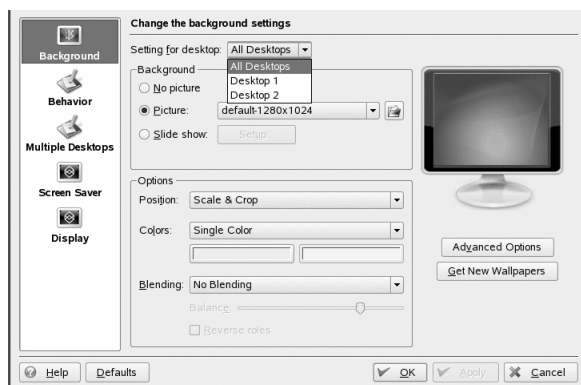 Change the background settings
Background
Behavior
Multiple Desktops
Screen Saver
Display
Setting for desktop: All Desktops
All Desktops
Desktop 1
Desktop 2
Background
No picture
Picture: default-1280x1024
Slide show: Setup...
Options
Position: Scale & Crop
Colors: Single Color
Blending: No Blending
Balance:
Reverse roles
Advanced Options
Get New Wallpapers
Help Defaults OK Apply Cancel